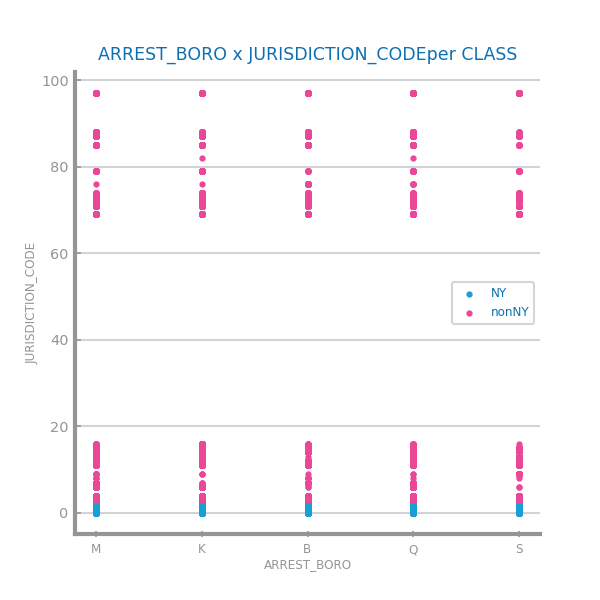 ARREST_BORO x JURISDICTION_CODEper CLASS
100
80
60
40
20
0
JURISDICTION_CODE
NY
nonNY
M K B Q S
ARREST_BORO